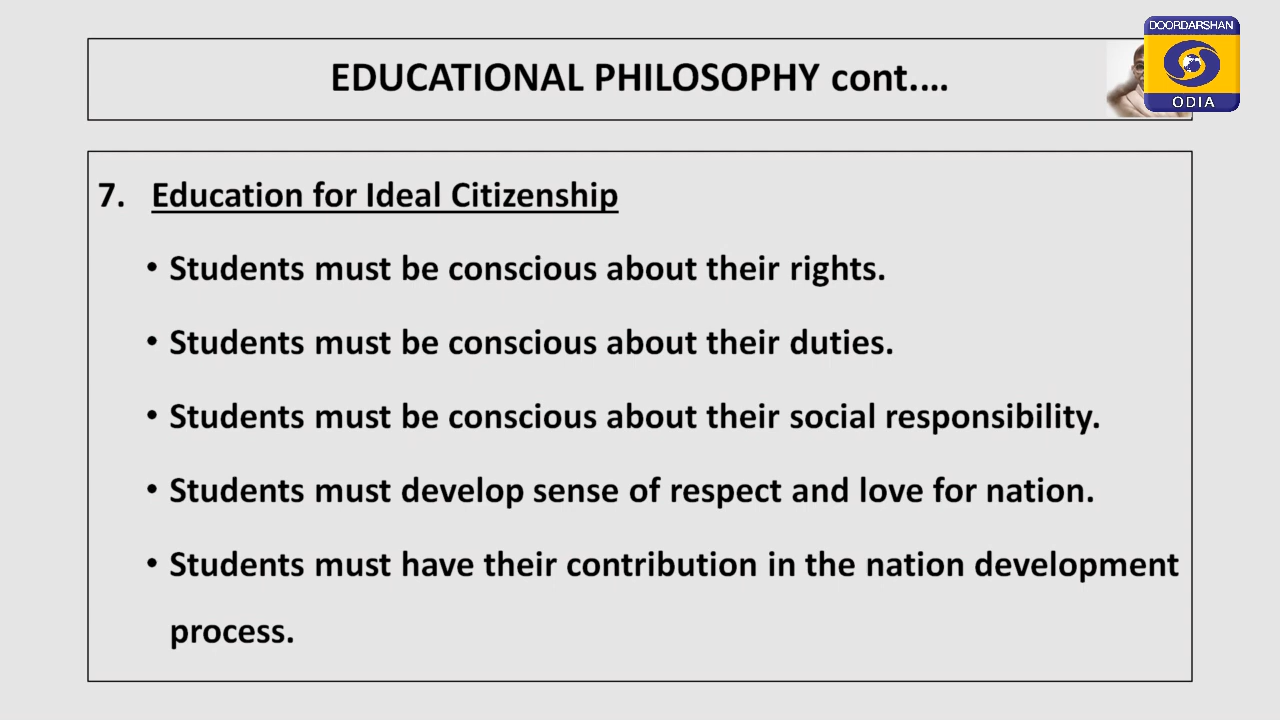 DOORDARSHAN
ODIA
EDUCATIONAL PHILOSOPHY cont.…
7. Education for Ideal Citizenship
• Students must be conscious about their rights.
• Students must be conscious about their duties.
• Students must be conscious about their social responsibility.
• Students must develop sense of respect and love for nation.
• Students must have their contribution in the nation development
process.